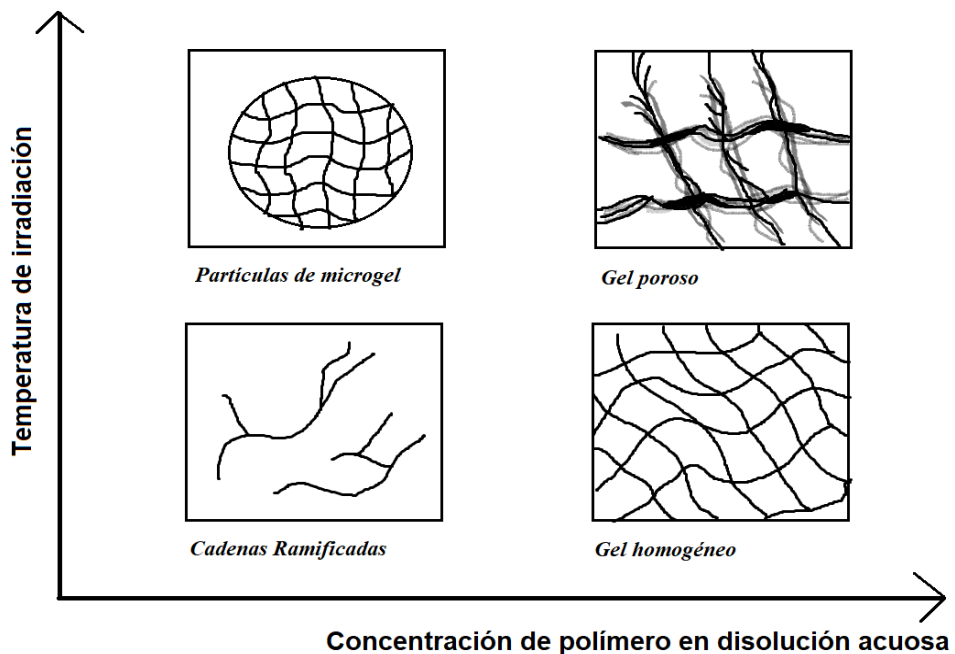 Temperatura de irradiación
Partículas de microgel
Gel poroso
Cadenas Ramificadas
Gel homogéneo
Concentración de polímero en disolución acuosa